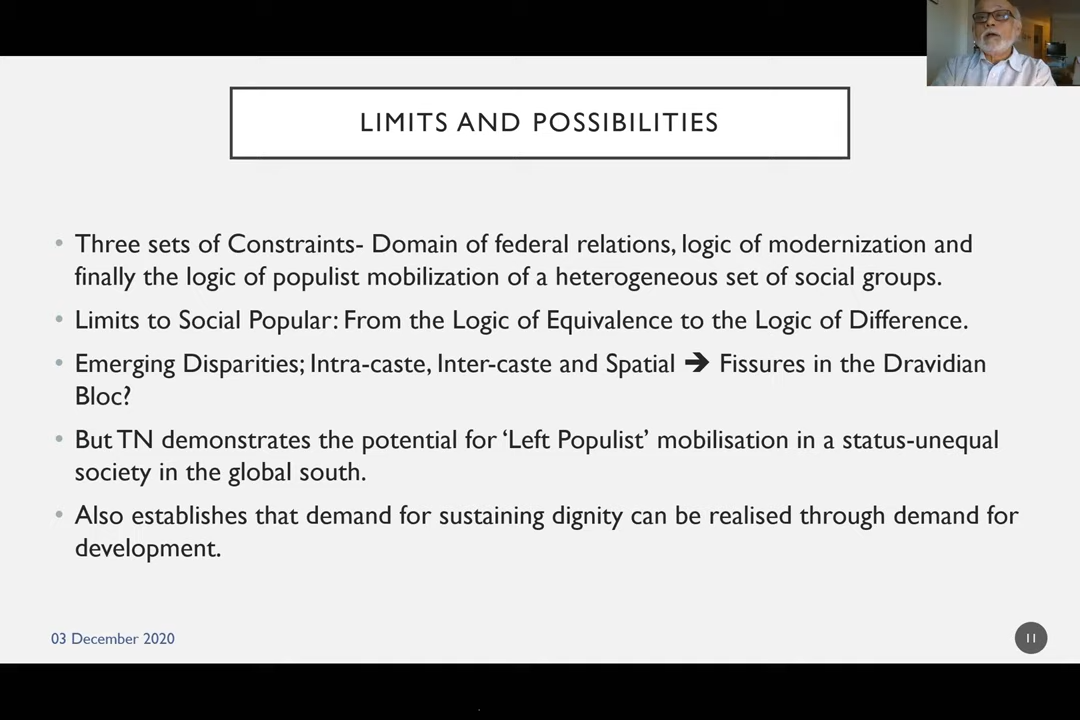 LIMITS AND POSSIBILITIES
• Three sets of Constraints- Domain of federal relations, logic of modernization and
finally the logic of populist mobilization of a heterogeneous set of social groups.
• Limits to Social Popular: From the Logic of Equivalence to the Logic of Difference.
• Emerging Disparities; Intra-caste, Inter-caste and Spatial ➔ Fissures in the Dravidian
Bloc?
• But TN demonstrates the potential for ‘Left Populist’ mobilisation in a status-unequal
society in the global south.
• Also establishes that demand for sustaining dignity can be realised through demand for
development.
03 December 2020
11